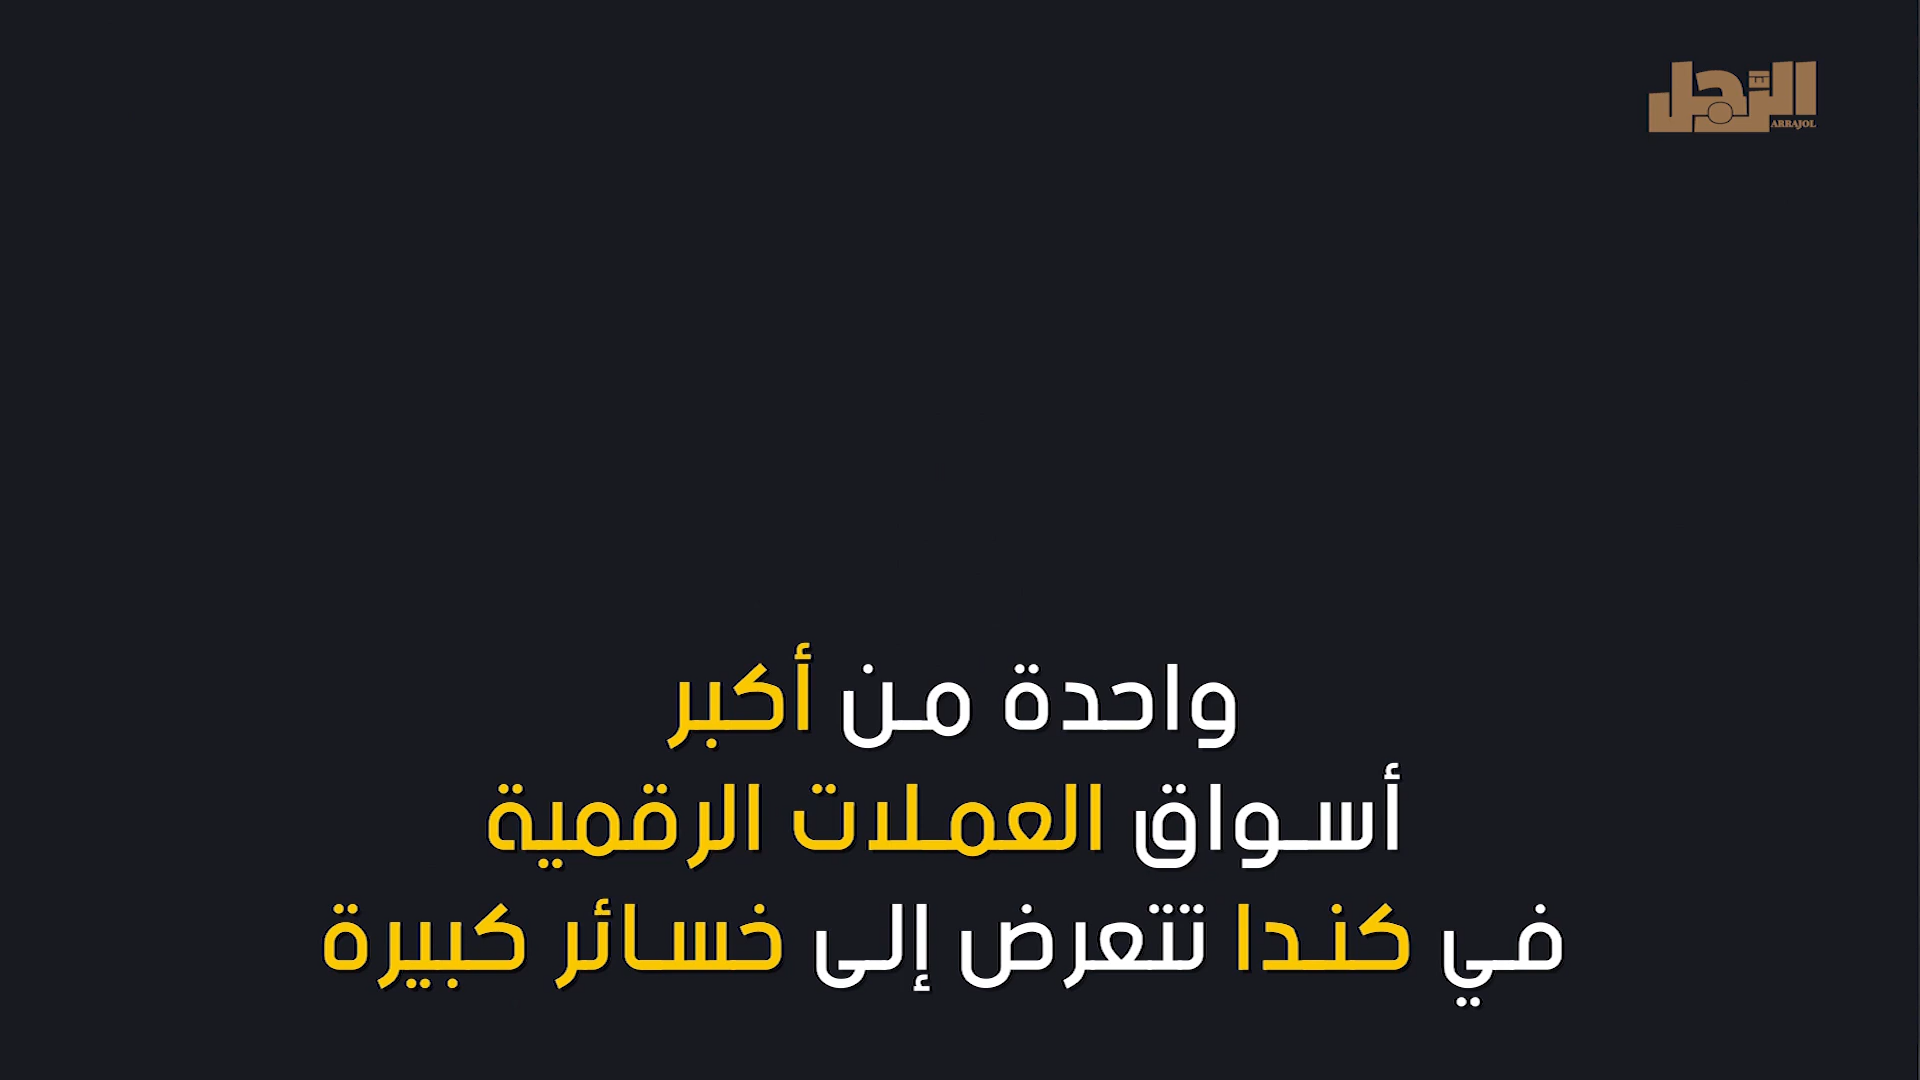 الرجل
ARRAJOL
واحدة من أكبر
أسواق العملات الرقمية
في كندا تتعرض إلى خسائر كبيرة